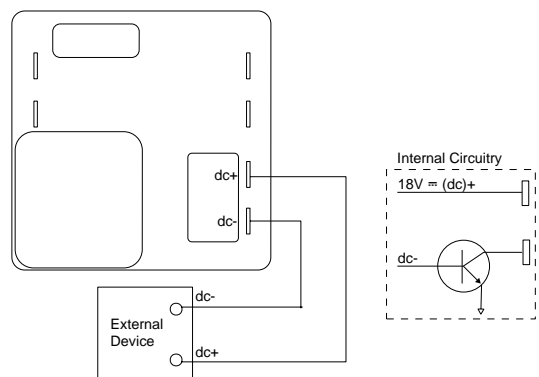 dc+
dc-
dc-
External
Device
dc+
Internal Circuitry
18V ⎓ (dc)+
dc-